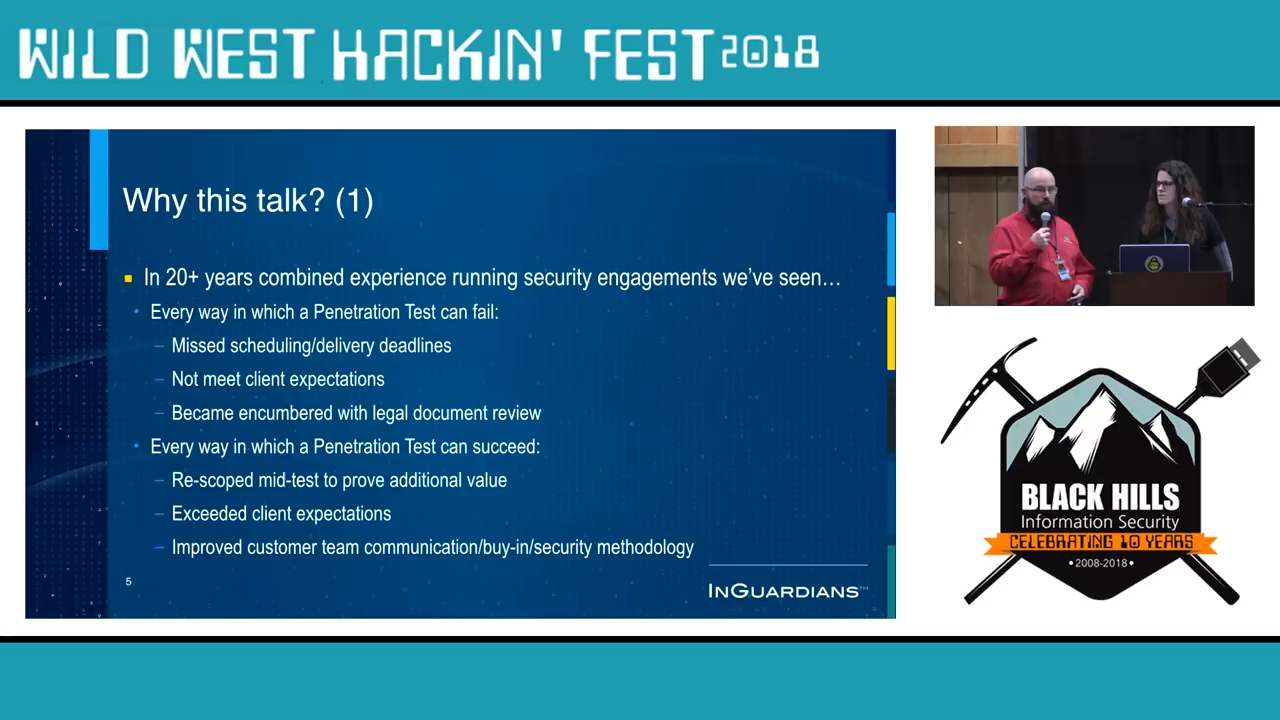 WILD WEST HACKIN' FEST 2018
Why this talk? (1)
In 20+ years combined experience running security engagements we've seen…
Every way in which a Penetration Test can fail:
– Missed scheduling/delivery deadlines
– Not meet client expectations
– Became encumbered with legal document review
Every way in which a Penetration Test can succeed:
– Re-scoped mid-test to prove additional value
– Exceeded client expectations
– Improved customer team communication/buy-in/security methodology
5
INGUARDIANS™
BLACK HILLS
Information Security
CELEBRATING 10 YEARS
•2008-2018•